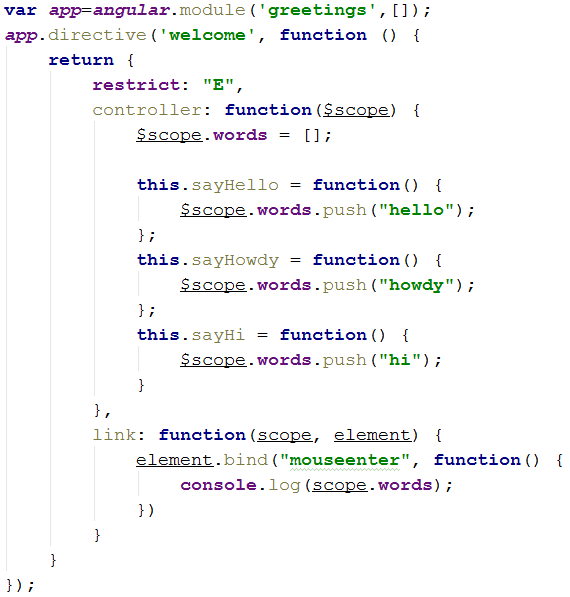 var app=angular.module('greetings',[]);
app.directive('welcome', function () {
    return {
        restrict: "E",
        controller: function($scope) {
            $scope.words = [];

            this.sayHello = function() {
                $scope.words.push("hello");
            };
            this.sayHowdy = function() {
                $scope.words.push("howdy");
            };
            this.sayHi = function() {
                $scope.words.push("hi");
            }
        },
        link: function(scope, element) {
            element.bind("mouseenter", function() {
                console.log(scope.words);
            })
        }
    }
});